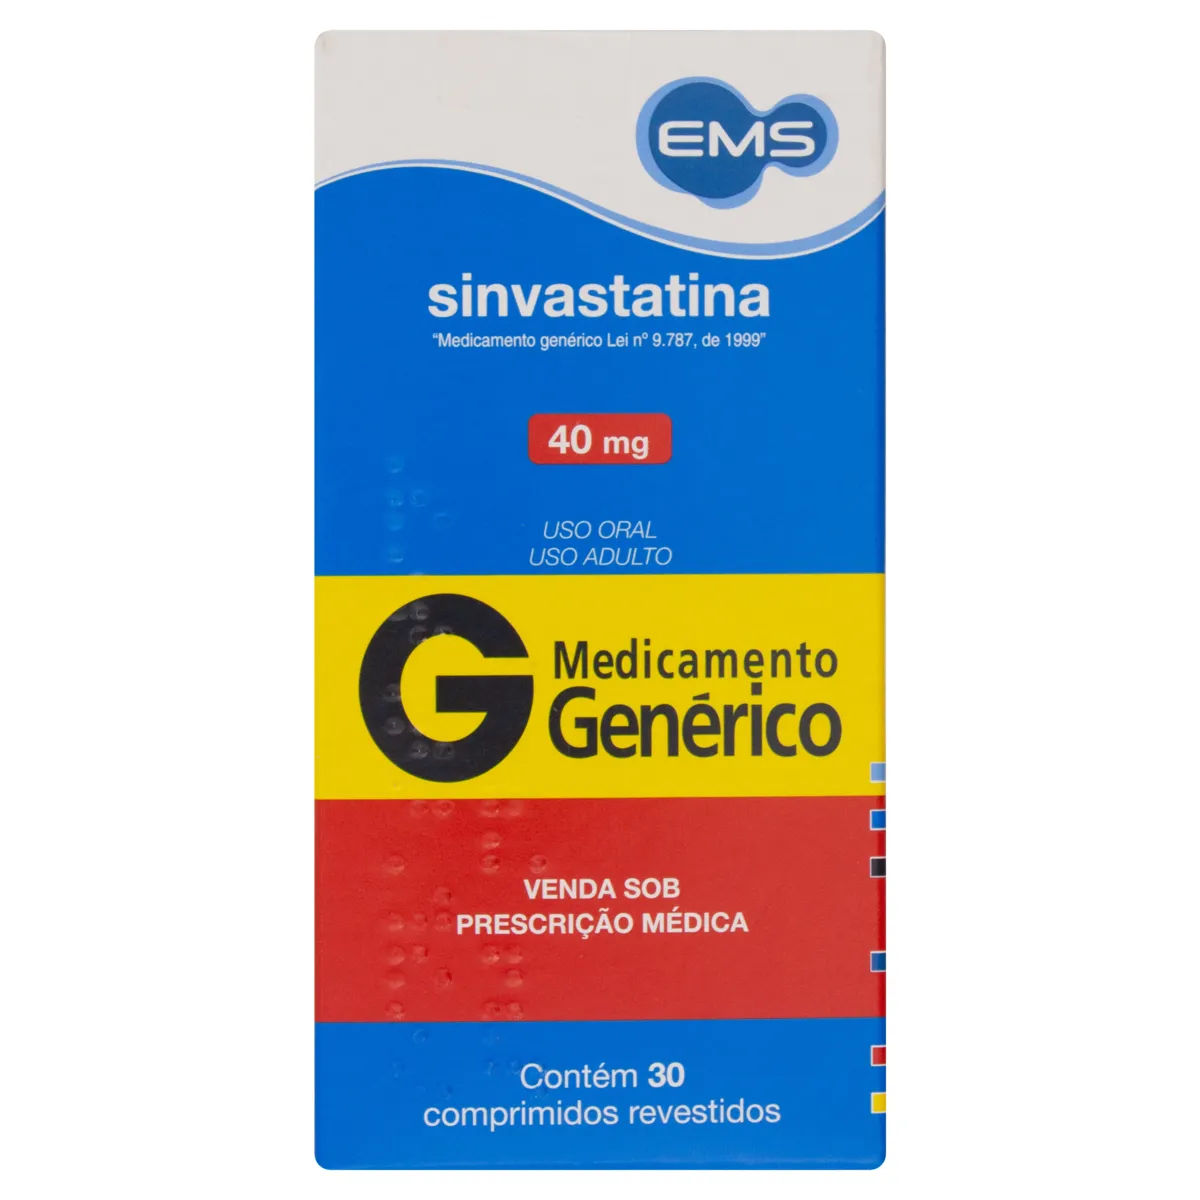 EMS
sinvastatina
“Medicamento genérico Lei nº 9.787, de 1999”
40 mg
USO ORAL
USO ADULTO
G
Medicamento
Genérico
VENDA SOB
PRESCRIÇÃO MÉDICA
Contém 30
comprimidos revestidos